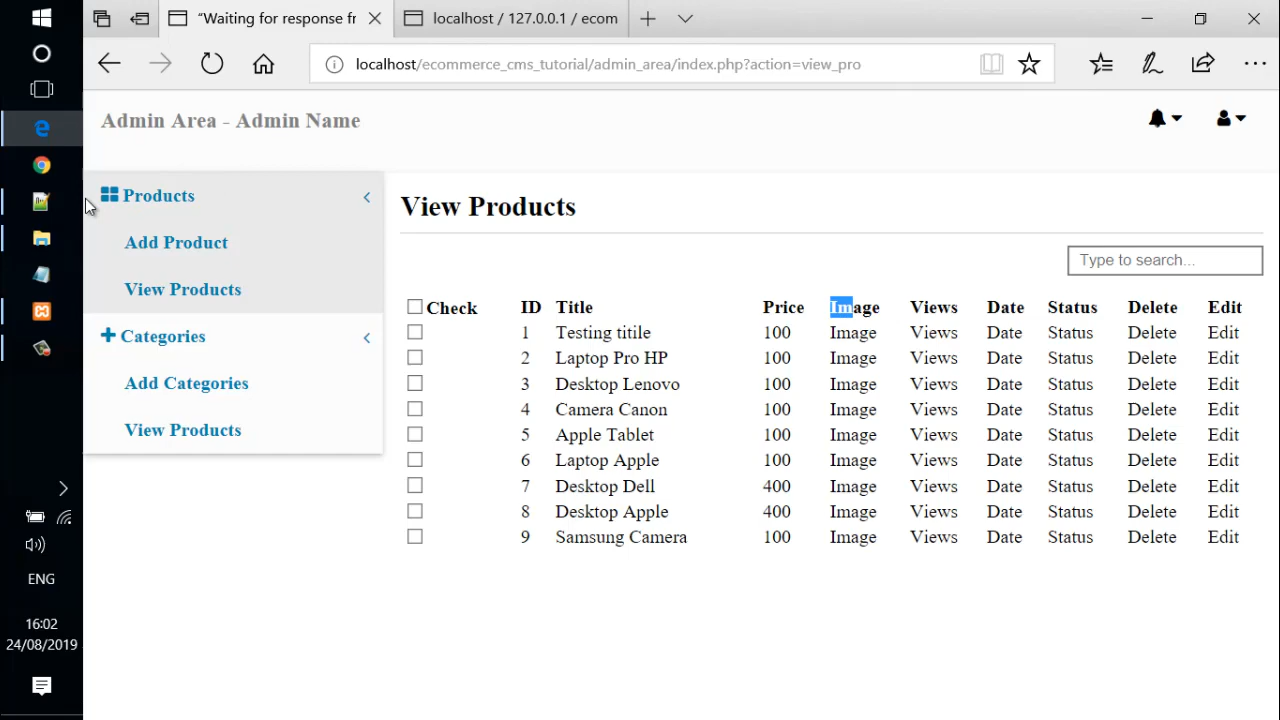 “Waiting for response fr
localhost / 127.0.0.1 / ecom
localhost/ecommerce_cms_tutorial/admin_area/index.php?action=view_pro
Admin Area - Admin Name
Products
Add Product
View Products
Categories
Add Categories
View Products
View Products
Type to search...
Check ID Title Price Image Views Date Status Delete Edit
1 Testing titile 100 Image Views Date Status Delete Edit
2 Laptop Pro HP 100 Image Views Date Status Delete Edit
3 Desktop Lenovo 100 Image Views Date Status Delete Edit
4 Camera Canon 100 Image Views Date Status Delete Edit
5 Apple Tablet 100 Image Views Date Status Delete Edit
6 Laptop Apple 100 Image Views Date Status Delete Edit
7 Desktop Dell 400 Image Views Date Status Delete Edit
8 Desktop Apple 400 Image Views Date Status Delete Edit
9 Samsung Camera 100 Image Views Date Status Delete Edit
ENG
16:02
24/08/2019